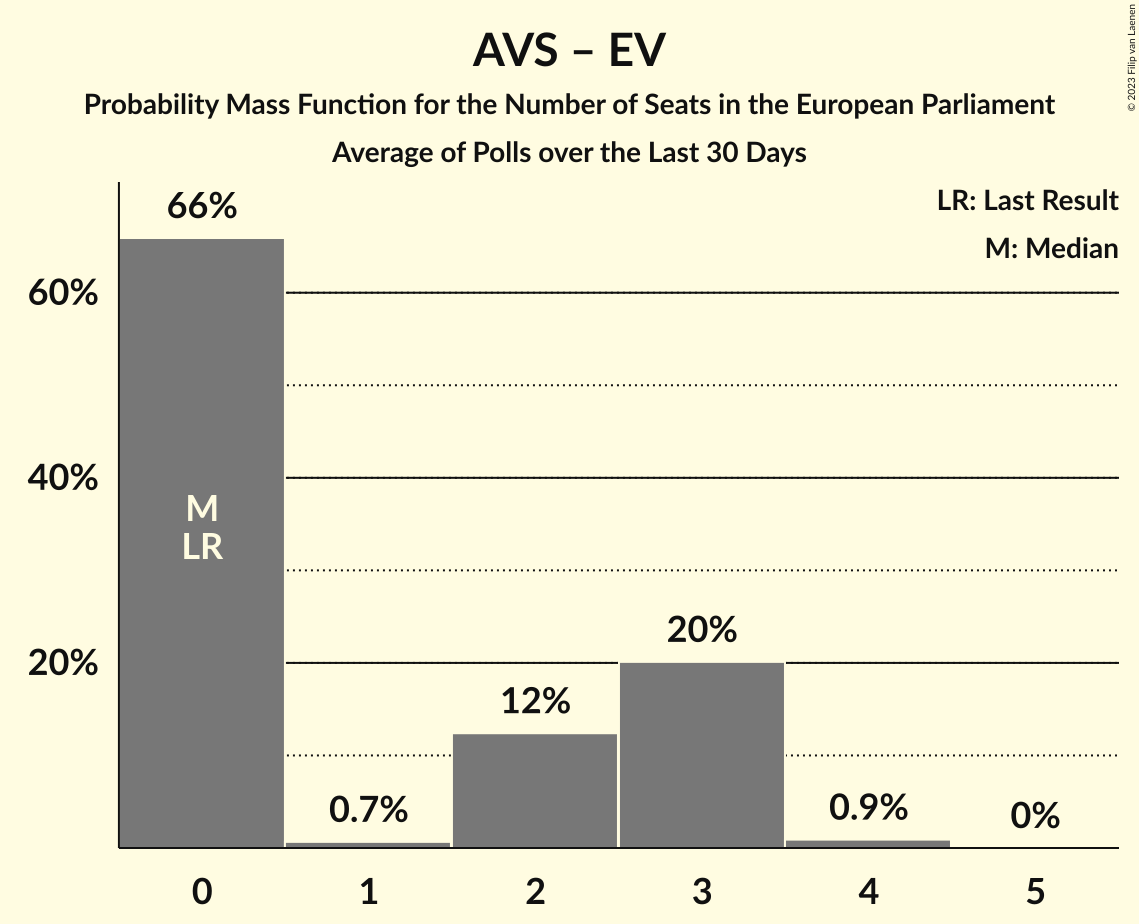 AVS – EV
Probability Mass Function for the Number of Seats in the European Parliament
Average of Polls over the Last 30 Days
© 2023 Filip van Laenen
LR: Last Result
M: Median
66%
60%
40%
20%
M
LR
0.7%
12%
20%
0.9%
0%
0 1 2 3 4 5